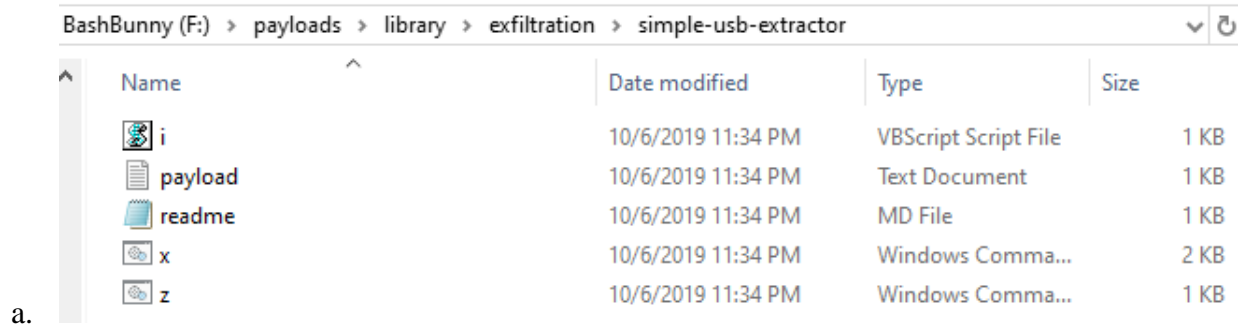 BashBunny (F:) > payloads > library > exfiltration > simple-usb-extractor
Name Date modified Type Size
i 10/6/2019 11:34 PM VBScript Script File 1 KB
payload 10/6/2019 11:34 PM Text Document 1 KB
readme 10/6/2019 11:34 PM MD File 1 KB
x 10/6/2019 11:34 PM Windows Comma... 2 KB
z 10/6/2019 11:34 PM Windows Comma... 1 KB
a.